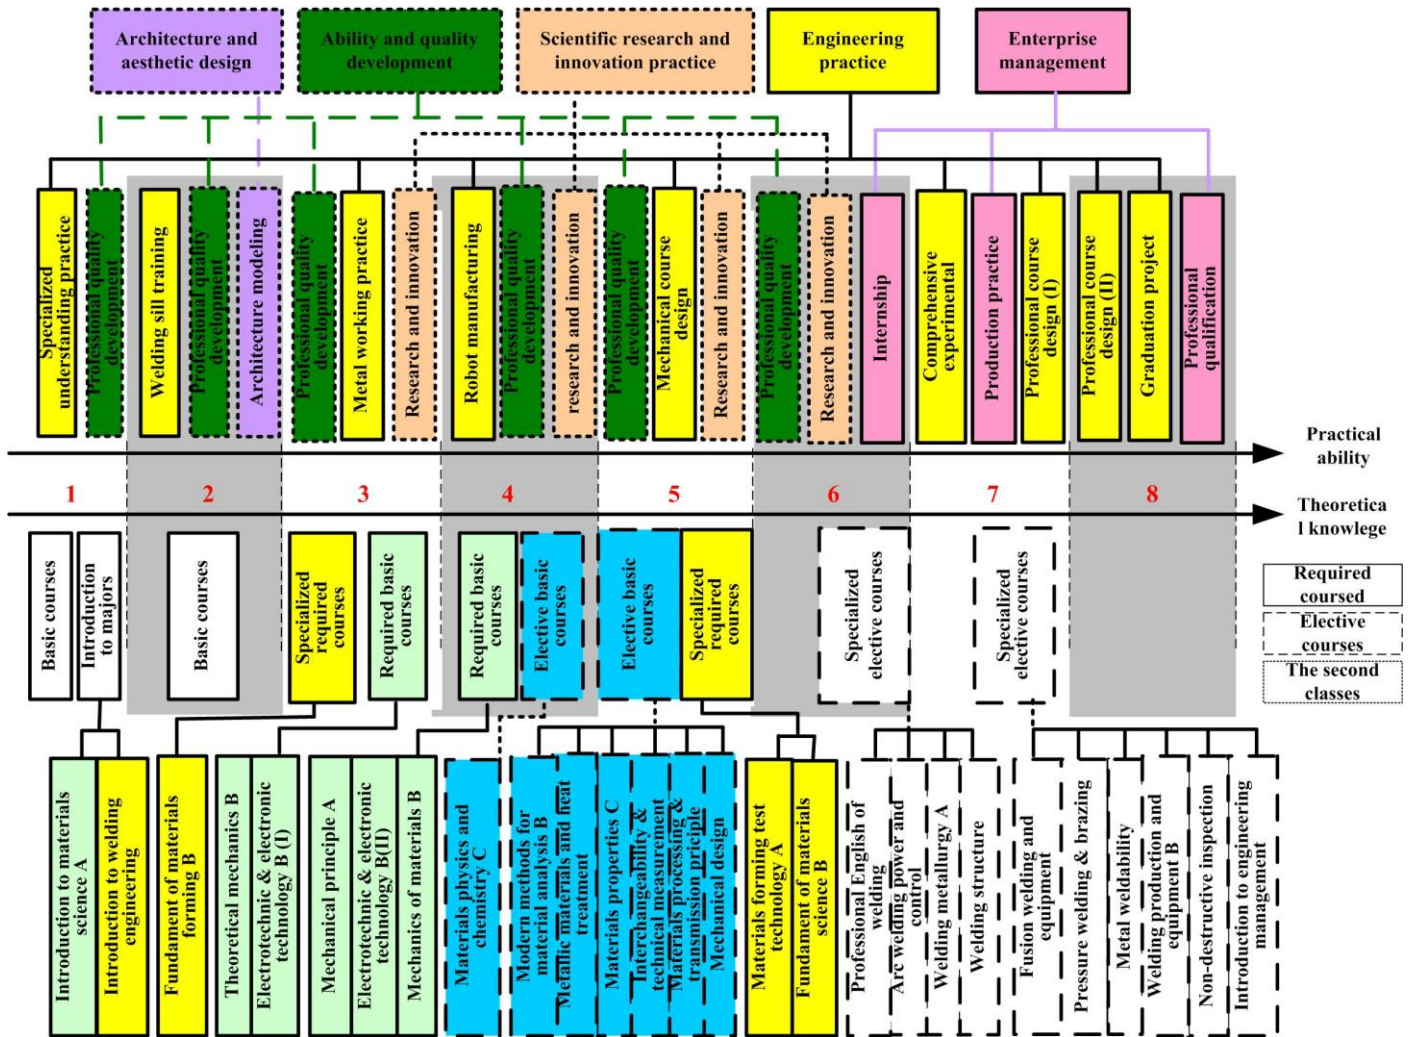 Architecture and
aesthetic design
Ability and quality
development
Scientific research and
innovation practice
Engineering
practice
Enterprise
management
Specialized
understanding practice
Professional quality
development
Welding sill training
Professional quality
development
Architecture modeling
Professional quality
development
Metal working practice
Research and innovation
Robot manufacturing
Professional quality
development
research and innovation
Professional quality
development
Mechanical course
design
Research and innovation
Professional quality
development
Research and innovation
Internship
Comprehensive
experimental
Production practice
Professional course
design (I)
Professional course
design (II)
Graduation project
Professional
qualification
Practical
ability
1
2
3
4
5
6
7
8
Theoretica
l knowlege
Basic courses
Introduction
to majors
Basic courses
Specialized
required
courses
Required basic
courses
Required basic
courses
Elective basic
courses
Elective basic
courses
Specialized
required
courses
Specialized
elective courses
Specialized
elective courses
Required
coursed
Elective
courses
The second
classes
Introduction to materials
science A
Introduction to welding
engineering
Fundament of materials
forming B
Theoretical mechanics B
Electrotechnic & electronic
technology B (I)
Mechanical principle A
Electrotechnic & electronic
technology B(II)
Mechanics of materials B
Materials physics and
chemistry C
Modern methods for
material analysis B
Metallic materials and heat
treatment
Materials properties C
Interchangeability &
technical measurement
Materials processing &
transmission priciple
Mechanical design
Materials forming test
technology A
Fundament of materials
science B
Professional English of
welding
Arc welding power and
control
Welding metallurgy A
Welding structure
Fusion welding and
equipment
Pressure welding & brazing
Metal weldability
Welding production and
equipment B
Non-destructive inspection
Introduction to engineering
management